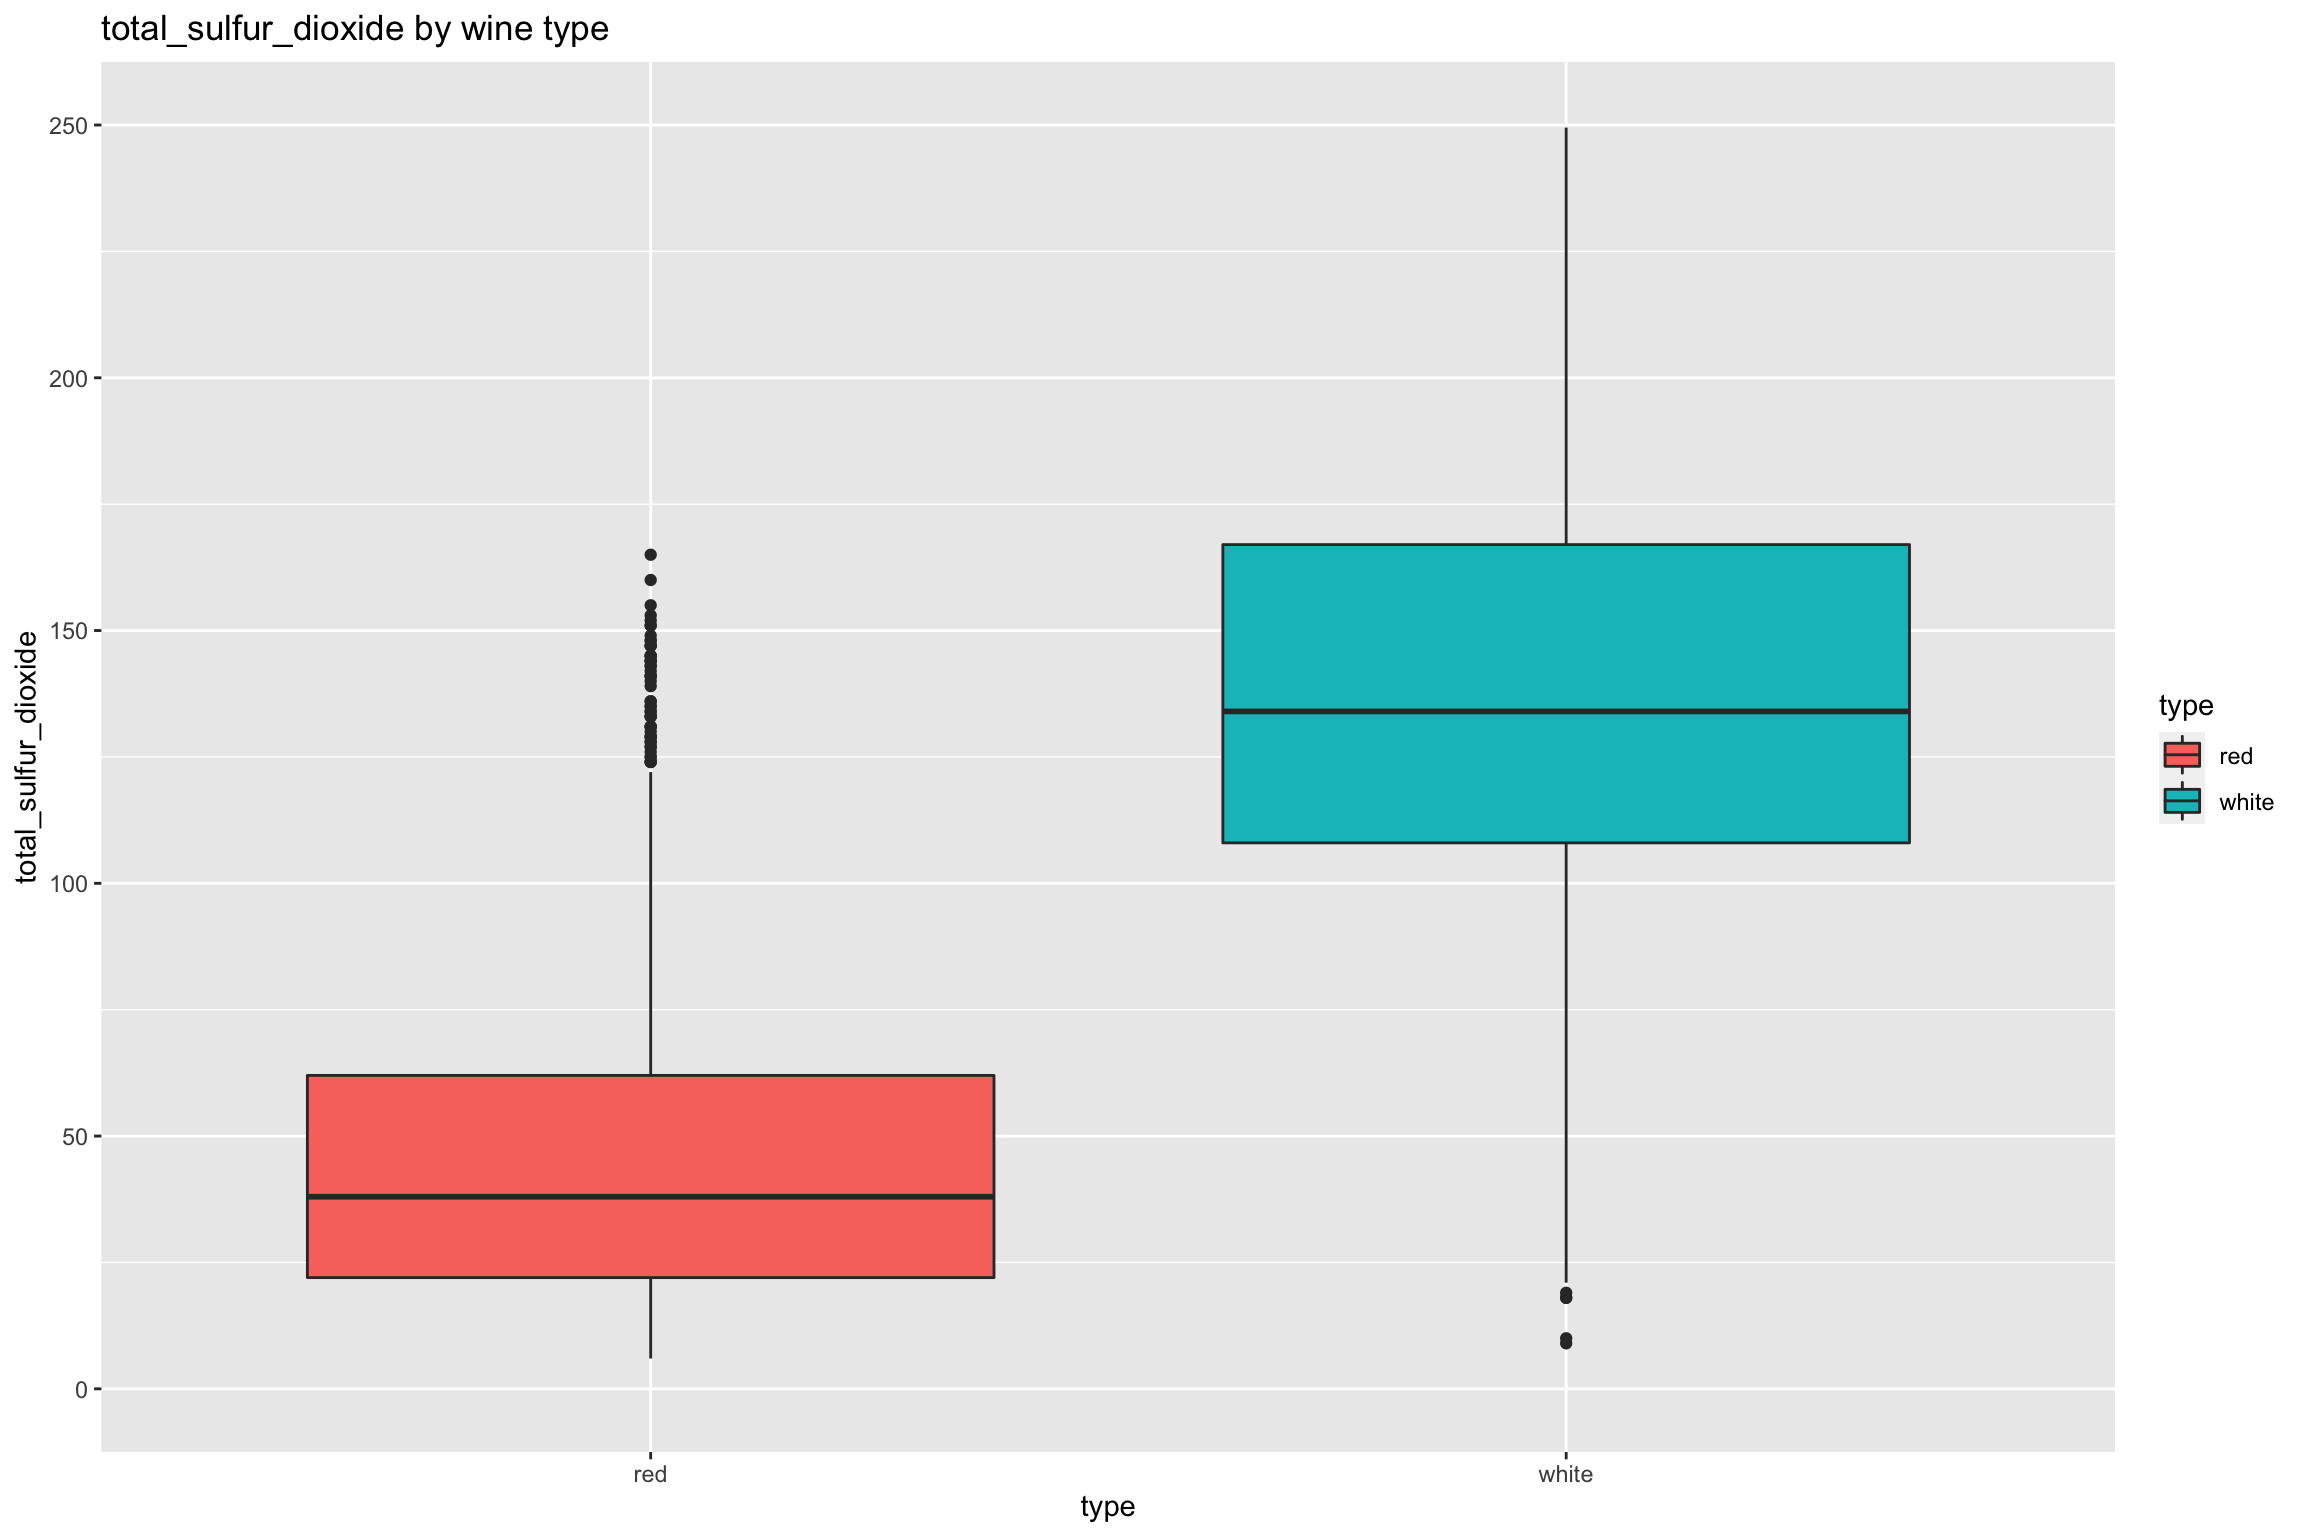 total_sulfur_dioxide by wine type
total_sulfur_dioxide
250
200
150
100
50
0
red
white
type
type
red
white